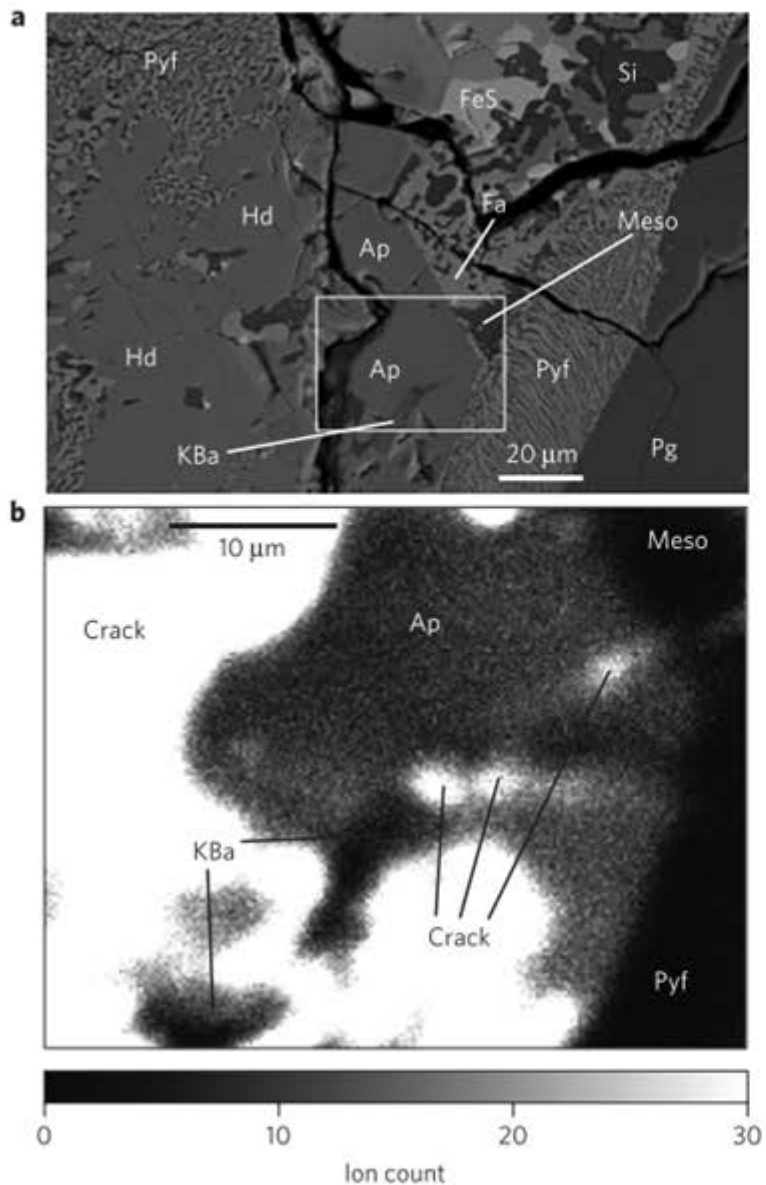 a
Pyf
Si
FeS
Hd
Fa
Meso
Ap
Hd
Ap
Pyf
KBa
20 μm
Pg
b
10 μm
Meso
Crack
Ap
KBa
Crack
Pyf
0 10 20 30
Ion count